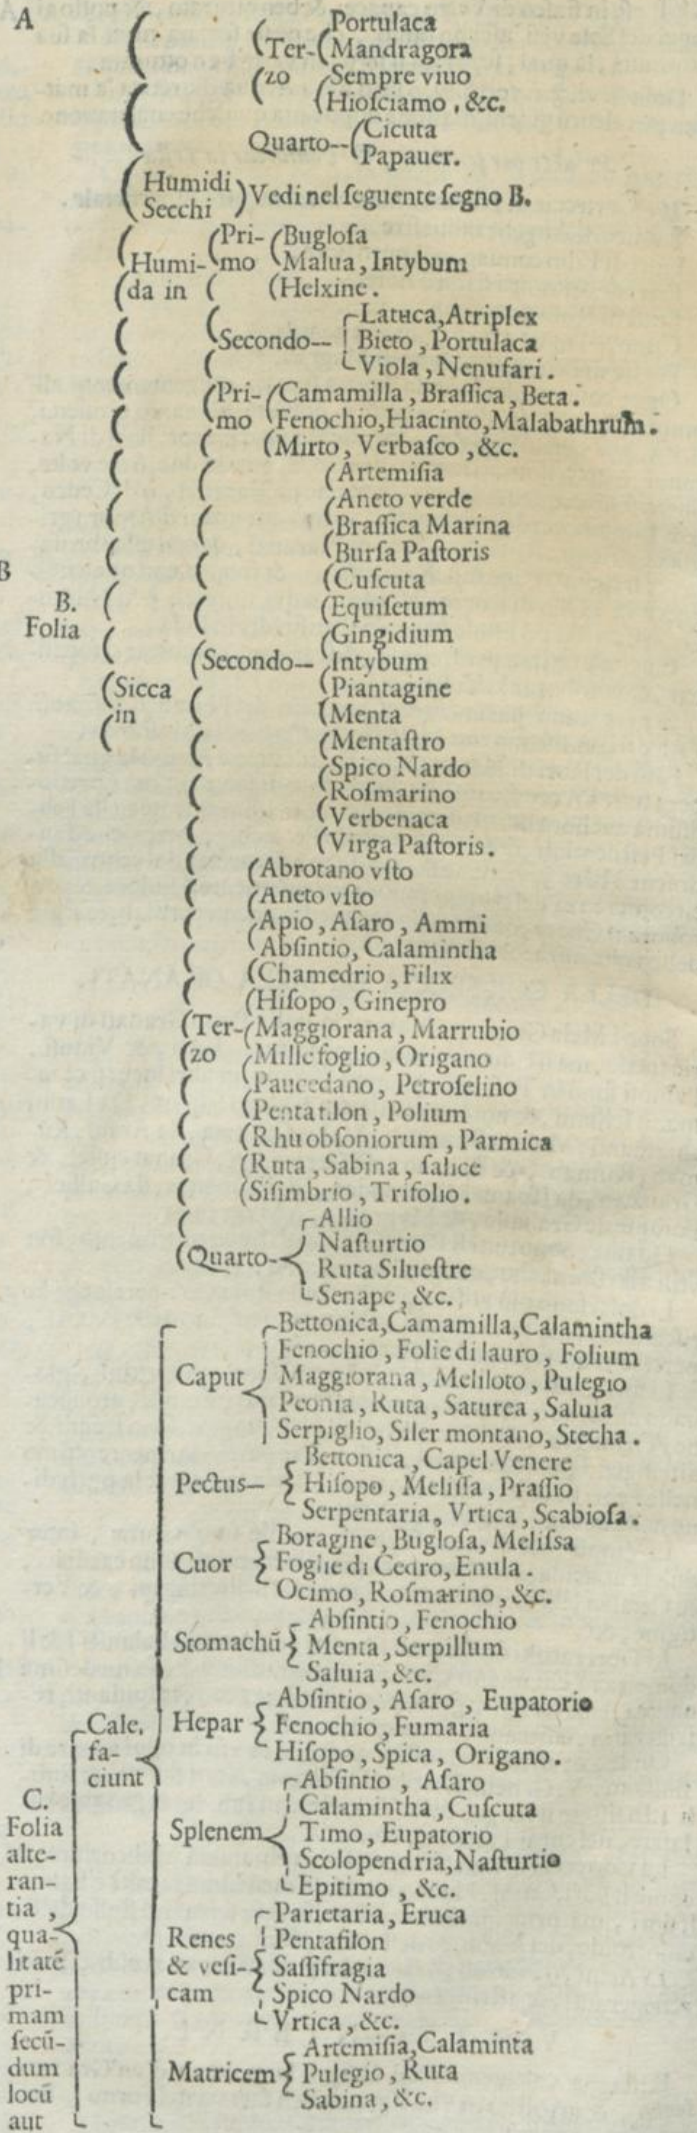 A
Portulaca
Ter- Mandragora
zo Sempre viuo
Hioſciamo, &c.
Cicuta
Quarto--
Papauer.
Humidi
Secchi Vedi nel ſeguente ſegno B.
Pri- Bugloſa
Humi- mo Malua, Intybum
da in Helxine.
Latuca, Atriplex
Secondo-- Bieto, Portulaca
Viola, Nenufari.
Pri- Camamilla, Braſſica, Beta.
mo Fenochio, Hiacinto, Malabathrum.
Mirto, Verbaſco, &c.
Artemiſia
Aneto verde
Braſſica Marina
Burſa Paſtoris
B
Cuſcuta
B. Equiſetum
Folia Gingidium
Secondo-- Intybum
Sicca Piantagine
in Menta
Mentaſtro
Spico Nardo
Roſmarino
Verbenaca
Virga Paſtoris.
Abrotano vſto
Aneto vſto
Apio, Aſaro, Ammi
Abſintio, Calamintha
Chamedrio, Filix
Hiſopo, Ginepro
Ter- Maggiorana, Marrubio
zo Mille foglio, Origano
Paucedano, Petroſelino
Pentafilon, Polium
Rhu obſoniorum, Parmica
Ruta, Sabina, ſalice
Siſimbrio, Trifolio.
Allio
Naſturtio
Quarto- Ruta Silueſtre
Senape, &c.
Bettonica, Camamilla, Calamintha
Fenochio, Folie di lauro, Folium
Caput Maggiorana, Meliloto, Pulegio
Peonia, Ruta, Saturea, Saluia
Serpiglio, Siler montano, Stecha.
Bettonica, Capel Venere
Pectus-- Hiſopo, Meliſſa, Praſſio
Serpentaria, Vrtica, Scabioſa.
Boragine, Bugloſa, Meliſsa
Cuor Foglie di Cedro, Enula.
Ocimo, Roſmarino, &c.
Abſintio, Fenochio
Stomachū Menta, Serpillum
Saluia, &c.
Abſintio, Aſaro, Eupatorio
Cale. Hepar Fenochio, Fumaria
fa- Hiſopo, Spica, Origano.
ciunt Abſintio, Aſaro
C. Calamintha, Cuſcuta
Folia Splenem Timo, Eupatorio
alte- Scolopendria, Naſturtio
ran- Epitimo, &c.
tia, Parietaria, Eruca
qua- Renes Pentafilon
litatē & veſi- Saſſifragia
pri- cam Spico Nardo
mam Vrtica, &c.
ſecū- Artemiſia, Calaminta
dum Matricem Pulegio, Ruta
locū Sabina, &c.
aut